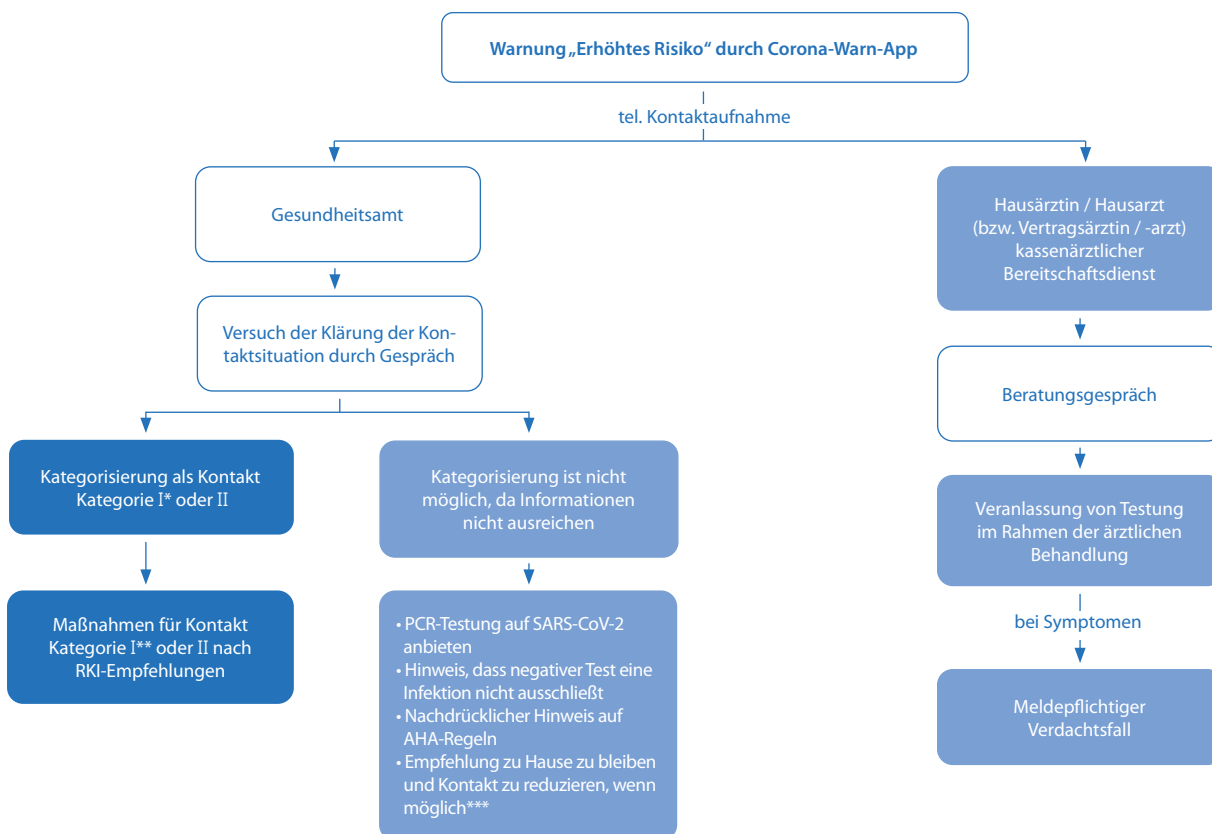 Warnung „Erhöhtes Risiko“ durch Corona-Warn-App
tel. Kontaktaufnahme
Gesundheitsamt
Versuch der Klärung der Kon-
taktsituation durch Gespräch
Kategorisierung als Kontakt
Kategorie I* oder II
Maßnahmen für Kontakt
Kategorie I** oder II nach
RKI-Empfehlungen
Kategorisierung ist nicht
möglich, da Informationen
nicht ausreichen
• PCR-Testung auf SARS-CoV-2
anbieten
• Hinweis, dass negativer Test eine
Infektion nicht ausschließt
• Nachdrücklicher Hinweis auf
AHA-Regeln
• Empfehlung zu Hause zu bleiben
und Kontakt zu reduzieren, wenn
möglich***
Hausärztin / Hausarzt
(bzw. Vertragsärztin / -arzt)
kassenärztlicher
Bereitschaftsdienst
Beratungsgespräch
Veranlassung von Testung
im Rahmen der ärztlichen
Behandlung
bei Symptomen
Meldepflichtiger
Verdachtsfall